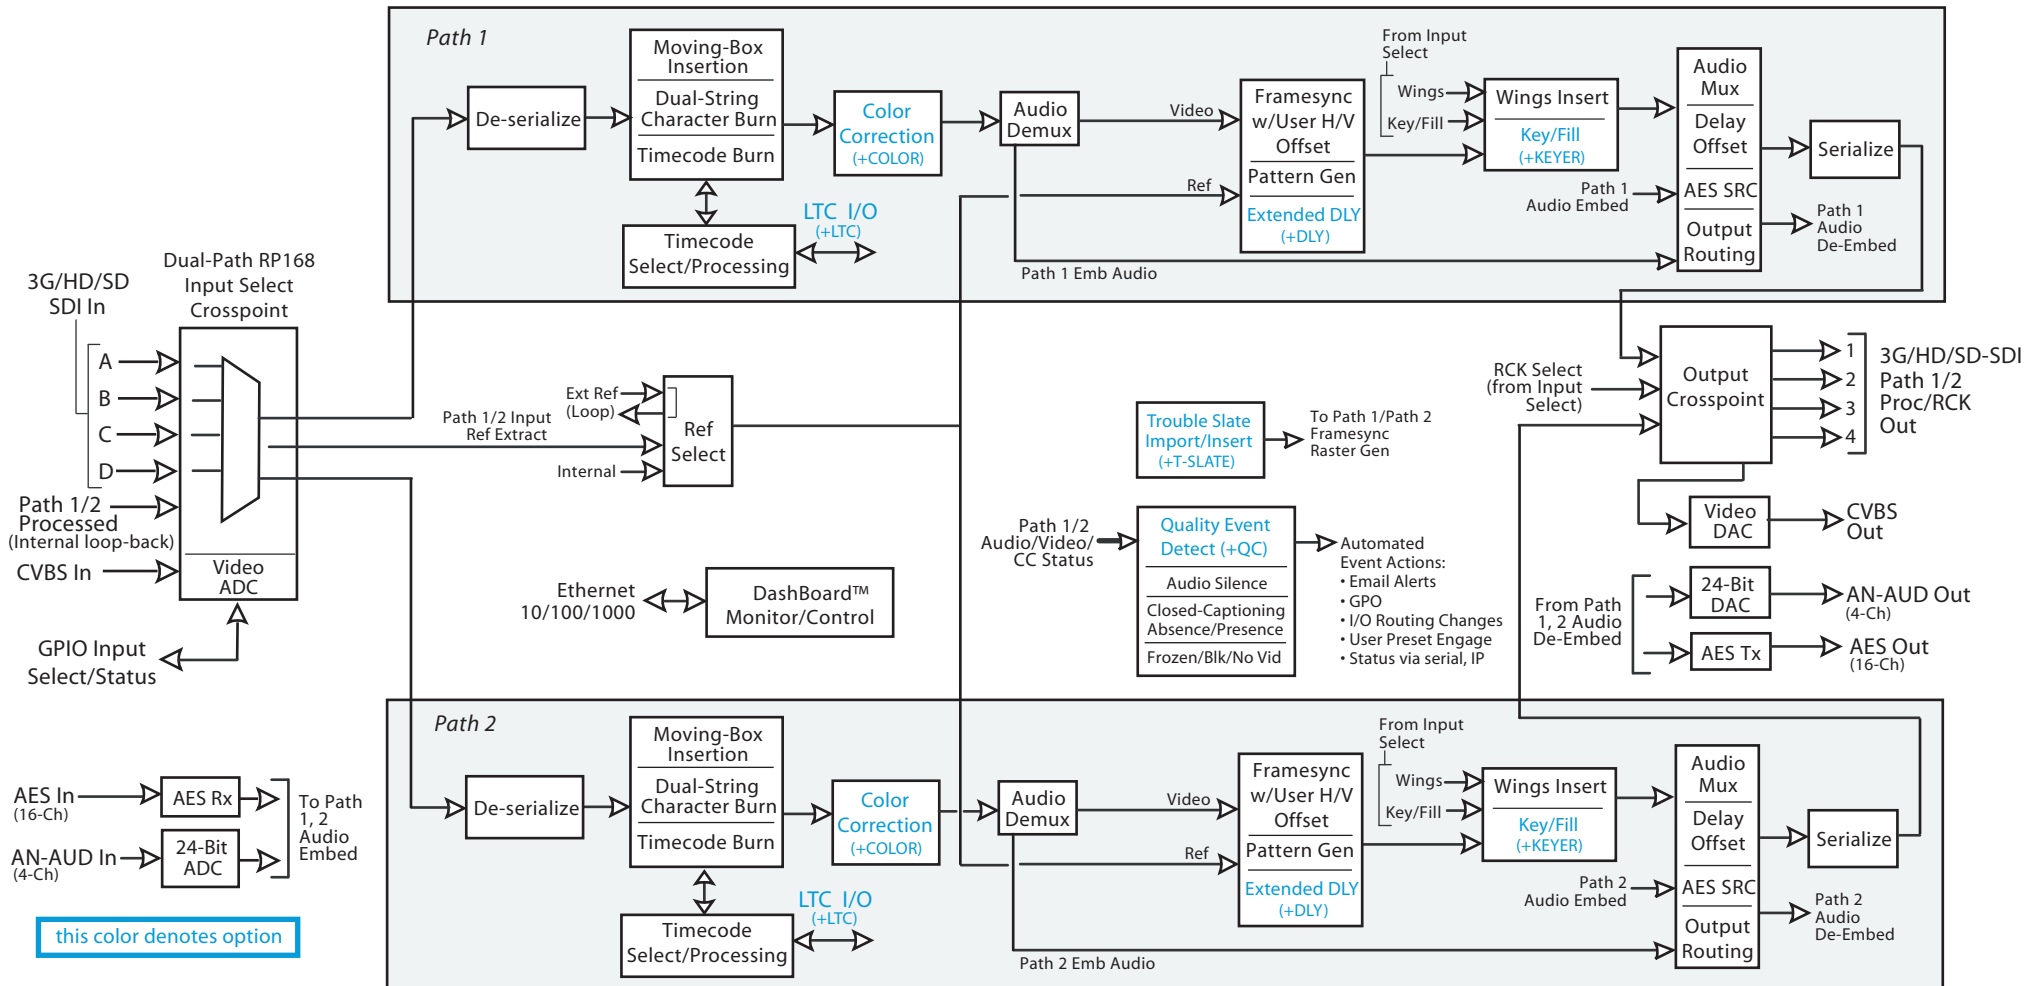 Path 1
Moving-Box
Insertion
Dual-String
Character Burn
Timecode Burn
De-serialize
Color
Correction
(+COLOR)
Audio
Demux
Video
Ref
Framesync
w/User H/V
Offset
Pattern Gen
Extended DLY
(+DLY)
From Input
Select
Wings
Key/Fill
Wings Insert
Key/Fill
(+KEYER)
Audio
Mux
Delay
Offset
AES SRC
Output
Routing
Serialize
Path 1
Audio Embed
Path 1
Audio
De-Embed
Timecode
Select/Processing
LTC I/O
(+LTC)
Path 1 Emb Audio
Dual-Path RP168
Input Select
Crosspoint
3G/HD/SD
SDI In
A
B
C
D
Path 1/2
Processed
(Internal loop-back)
CVBS In
Video
ADC
GPIO Input
Select/Status
Path 1/2 Input
Ref Extract
Ext Ref
(Loop)
Internal
Ref
Select
Ethernet
10/100/1000
DashBoard™
Monitor/Control
Trouble Slate
Import/Insert
(+T-SLATE)
To Path 1/Path 2
Framesync
Raster Gen
Path 1/2
Audio/Video/
CC Status
Quality Event
Detect (+QC)
Audio Silence
Closed-Captioning
Absence/Presence
Frozen/Blk/No Vid
Automated
Event Actions:
• Email Alerts
• GPO
• I/O Routing Changes
• User Preset Engage
• Status via serial, IP
RCK Select
(from Input
Select)
Output
Crosspoint
1
2
3
4
3G/HD/SD-SDI
Path 1/2
Proc/RCK
Out
Video
DAC
CVBS
Out
From Path
1, 2 Audio
De-Embed
24-Bit
DAC
AN-AUD Out
(4-Ch)
AES Tx
AES Out
(16-Ch)
AES In
(16-Ch)
AES Rx
AN-AUD In
(4-Ch)
24-Bit
ADC
To Path
1, 2
Audio
Embed
this color denotes option
Path 2
Moving-Box
Insertion
Dual-String
Character Burn
Timecode Burn
De-serialize
Color
Correction
(+COLOR)
Audio
Demux
Video
Ref
Framesync
w/User H/V
Offset
Pattern Gen
Extended DLY
(+DLY)
From Input
Select
Wings
Key/Fill
Wings Insert
Key/Fill
(+KEYER)
Audio
Mux
Delay
Offset
AES SRC
Output
Routing
Serialize
Path 2
Audio Embed
Path 2
Audio
De-Embed
Timecode
Select/Processing
LTC I/O
(+LTC)
Path 2 Emb Audio